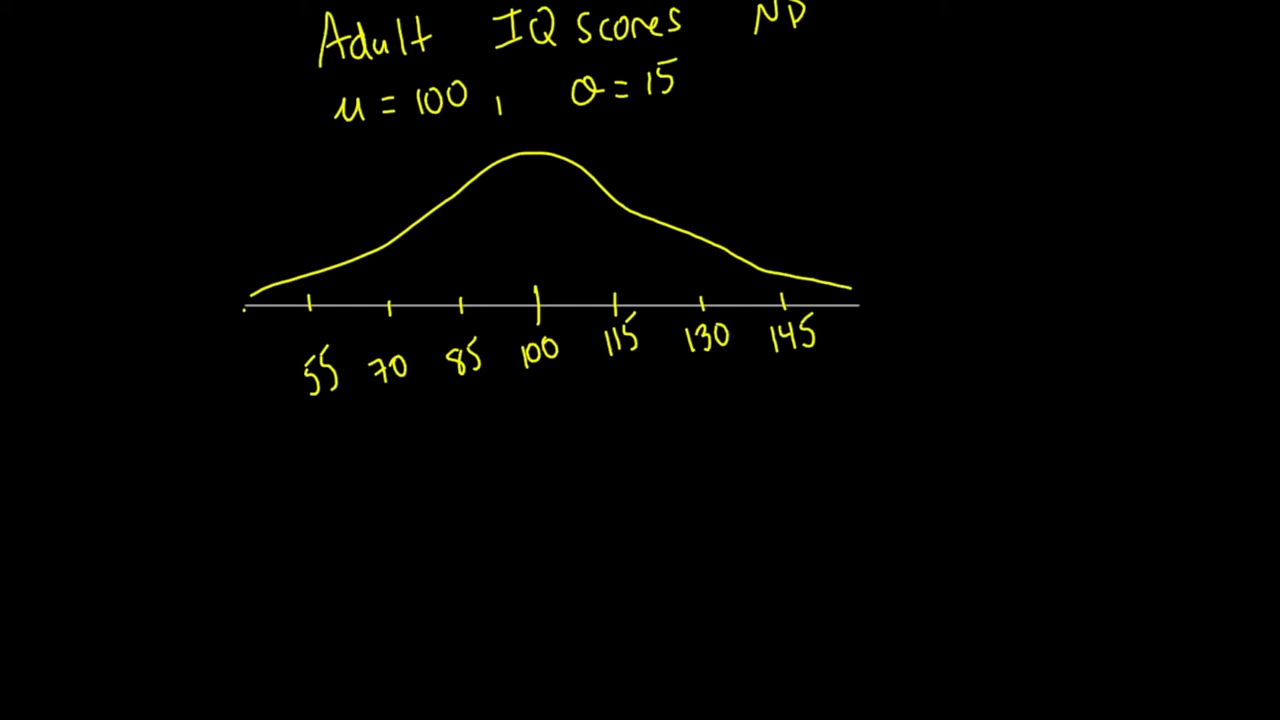 Adult IQ scores ND
μ = 100, σ = 15
55 70 85 100 115 130 145